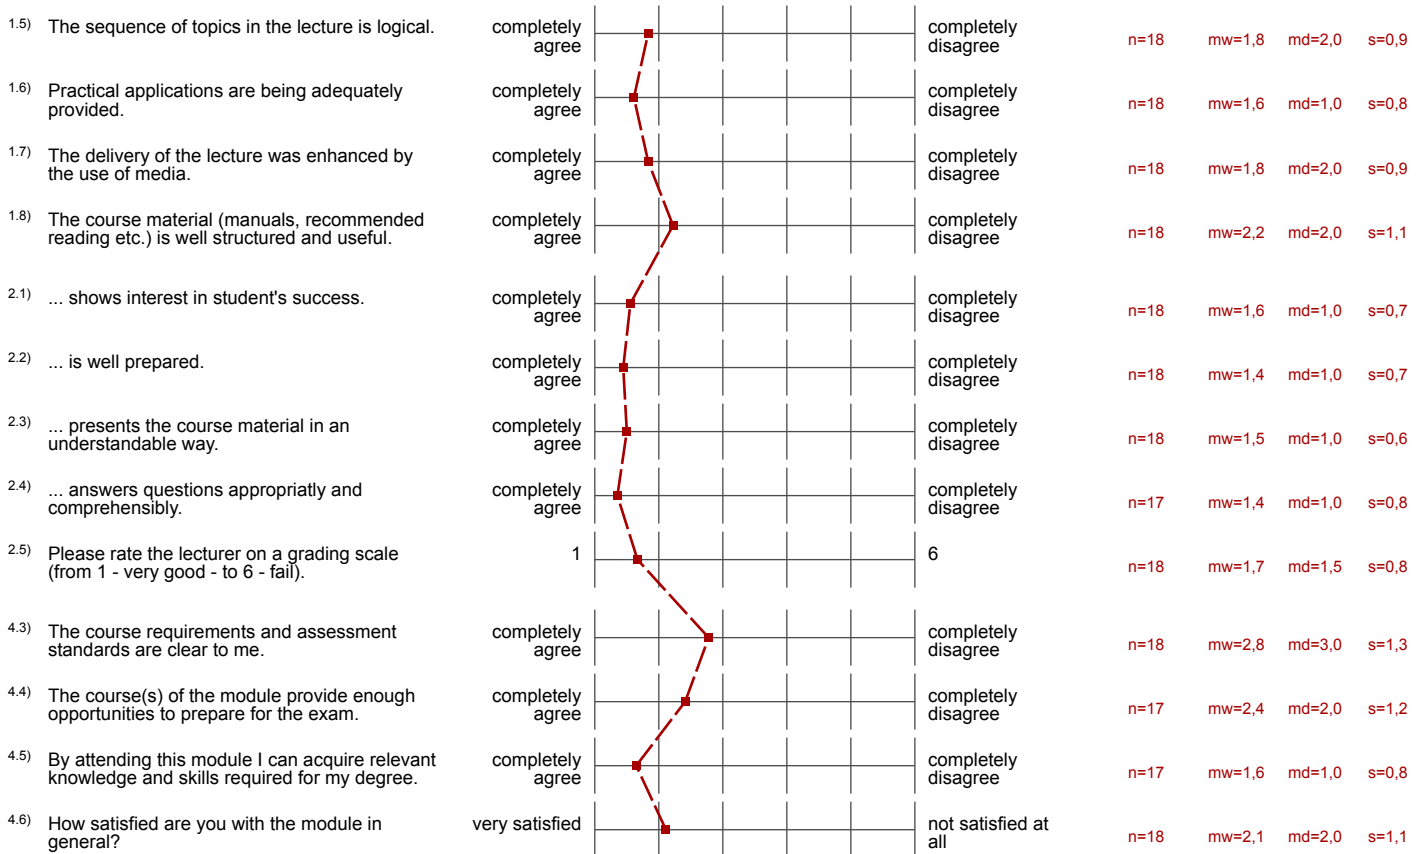 1.5) The sequence of topics in the lecture is logical. completely agree completely disagree n=18 mw=1,8 md=2,0 s=0,9
1.6) Practical applications are being adequately
provided. completely agree completely disagree n=18 mw=1,6 md=1,0 s=0,8
1.7) The delivery of the lecture was enhanced by
the use of media. completely agree completely disagree n=18 mw=1,8 md=2,0 s=0,9
1.8) The course material (manuals, recommended
reading etc.) is well structured and useful. completely agree completely disagree n=18 mw=2,2 md=2,0 s=1,1
2.1) ... shows interest in student's success. completely agree completely disagree n=18 mw=1,6 md=1,0 s=0,7
2.2) ... is well prepared. completely agree completely disagree n=18 mw=1,4 md=1,0 s=0,7
2.3) ... presents the course material in an
understandable way. completely agree completely disagree n=18 mw=1,5 md=1,0 s=0,6
2.4) ... answers questions appropriatly and
comprehensibly. completely agree completely disagree n=17 mw=1,4 md=1,0 s=0,8
2.5) Please rate the lecturer on a grading scale
(from 1 - very good - to 6 - fail). 1 6 n=18 mw=1,7 md=1,5 s=0,8
4.3) The course requirements and assessment
standards are clear to me. completely agree completely disagree n=18 mw=2,8 md=3,0 s=1,3
4.4) The course(s) of the module provide enough
opportunities to prepare for the exam. completely agree completely disagree n=17 mw=2,4 md=2,0 s=1,2
4.5) By attending this module I can acquire relevant
knowledge and skills required for my degree. completely agree completely disagree n=17 mw=1,6 md=1,0 s=0,8
4.6) How satisfied are you with the module in
general? very satisfied not satisfied at all n=18 mw=2,1 md=2,0 s=1,1